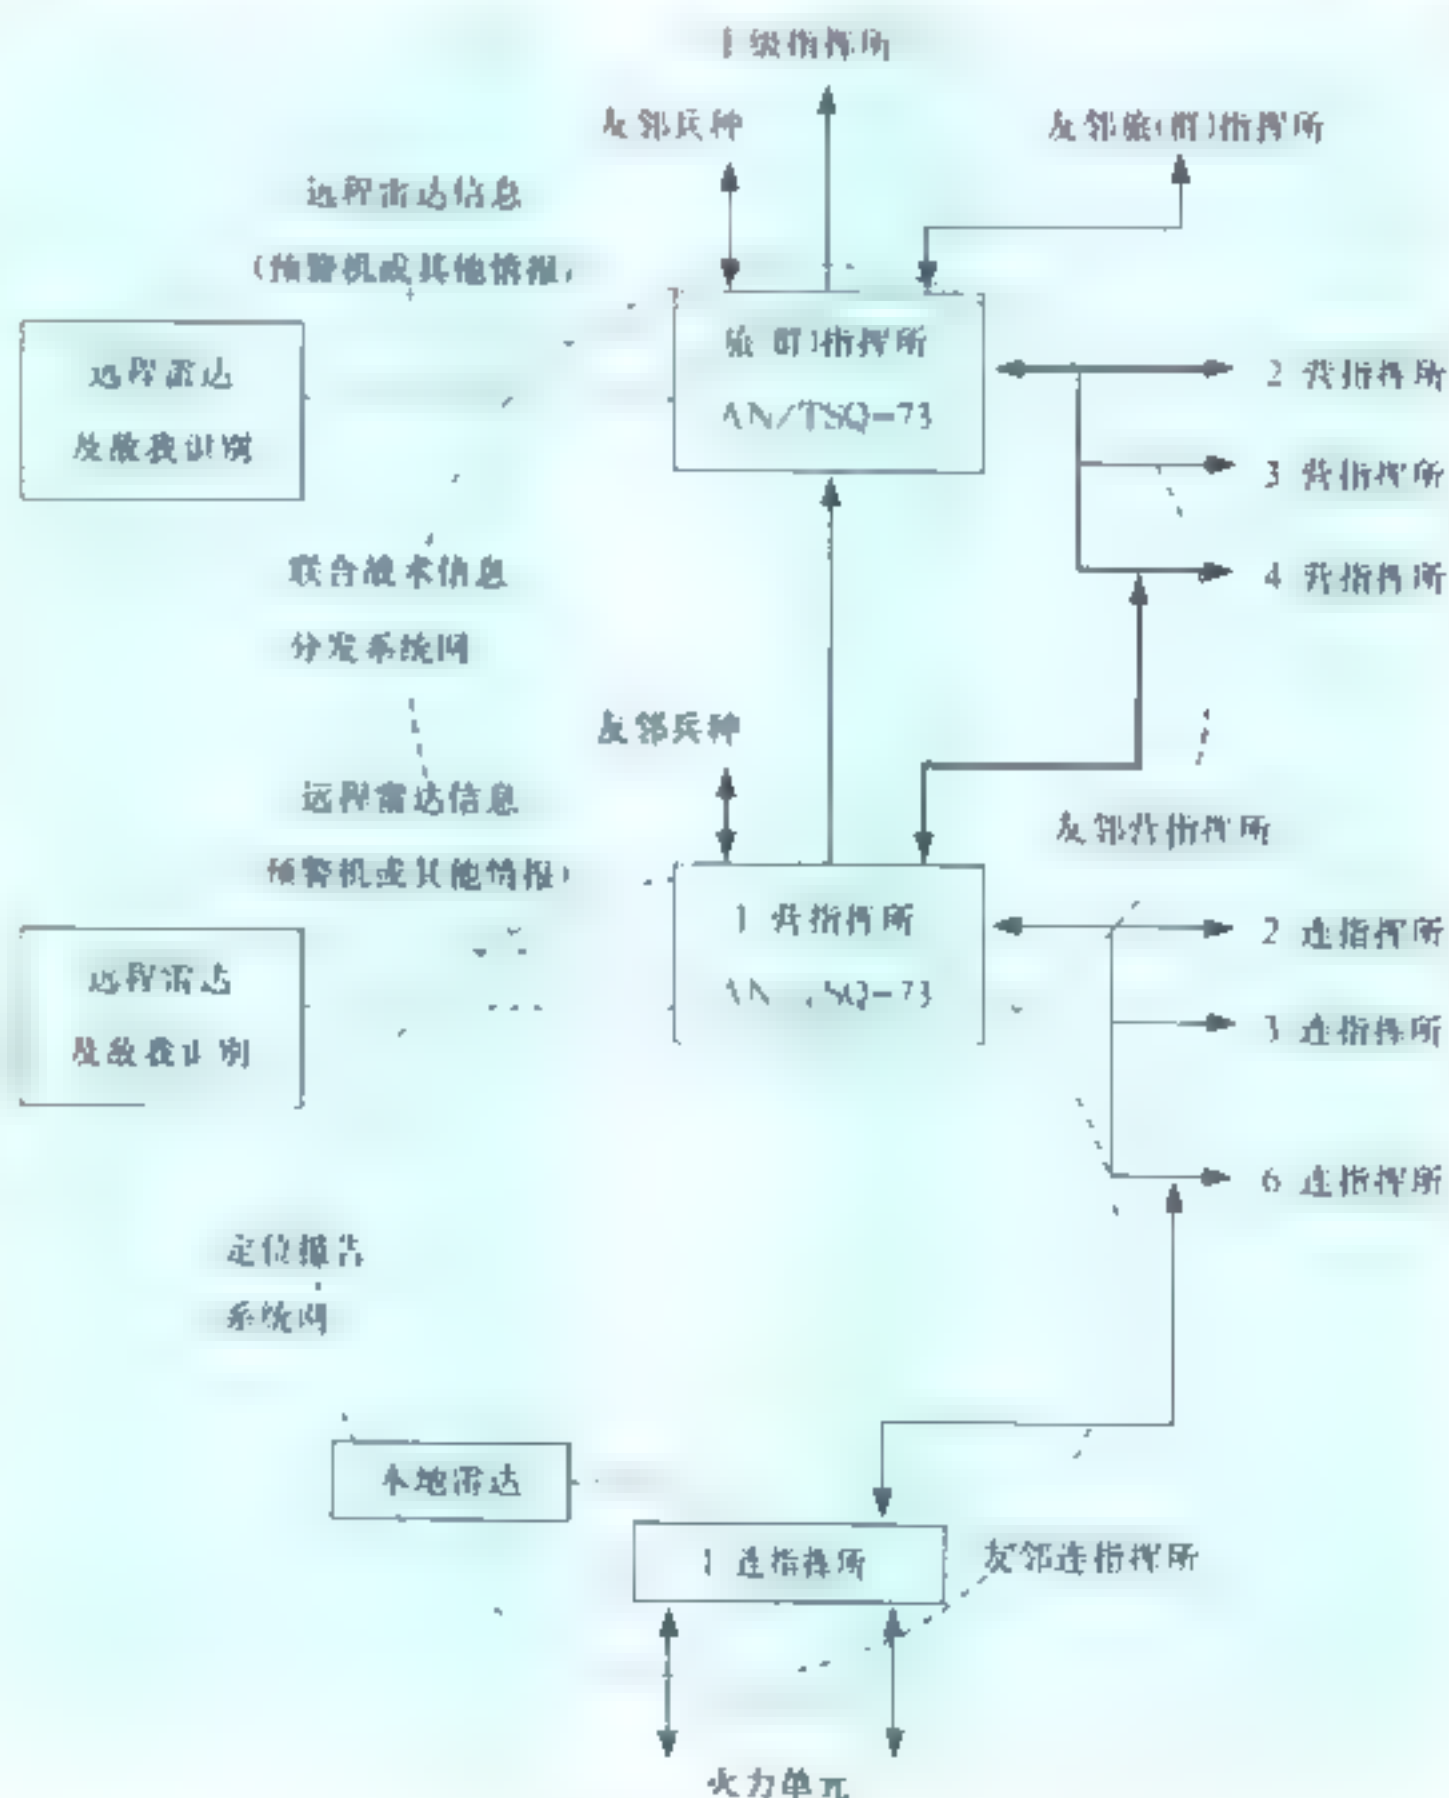 上级指挥所
友邻兵种
友邻旅(群)指挥所
远程雷达信息
(预警机或其他情报)
远程雷达
及敌我识别
旅(群)指挥所
AN/TSQ-73
2 营指挥所
3 营指挥所
4 营指挥所
联合战术信息
分发系统网
友邻兵种
远程雷达信息
预警机或其他情报)
友邻营指挥所
远程雷达
及敌我识别
1 营指挥所
SQ-73
2 连指挥所
3 连指挥所
6 连指挥所
定位报告
系统网
本地雷达
1 连指挥所
友邻连指挥所
火力单元